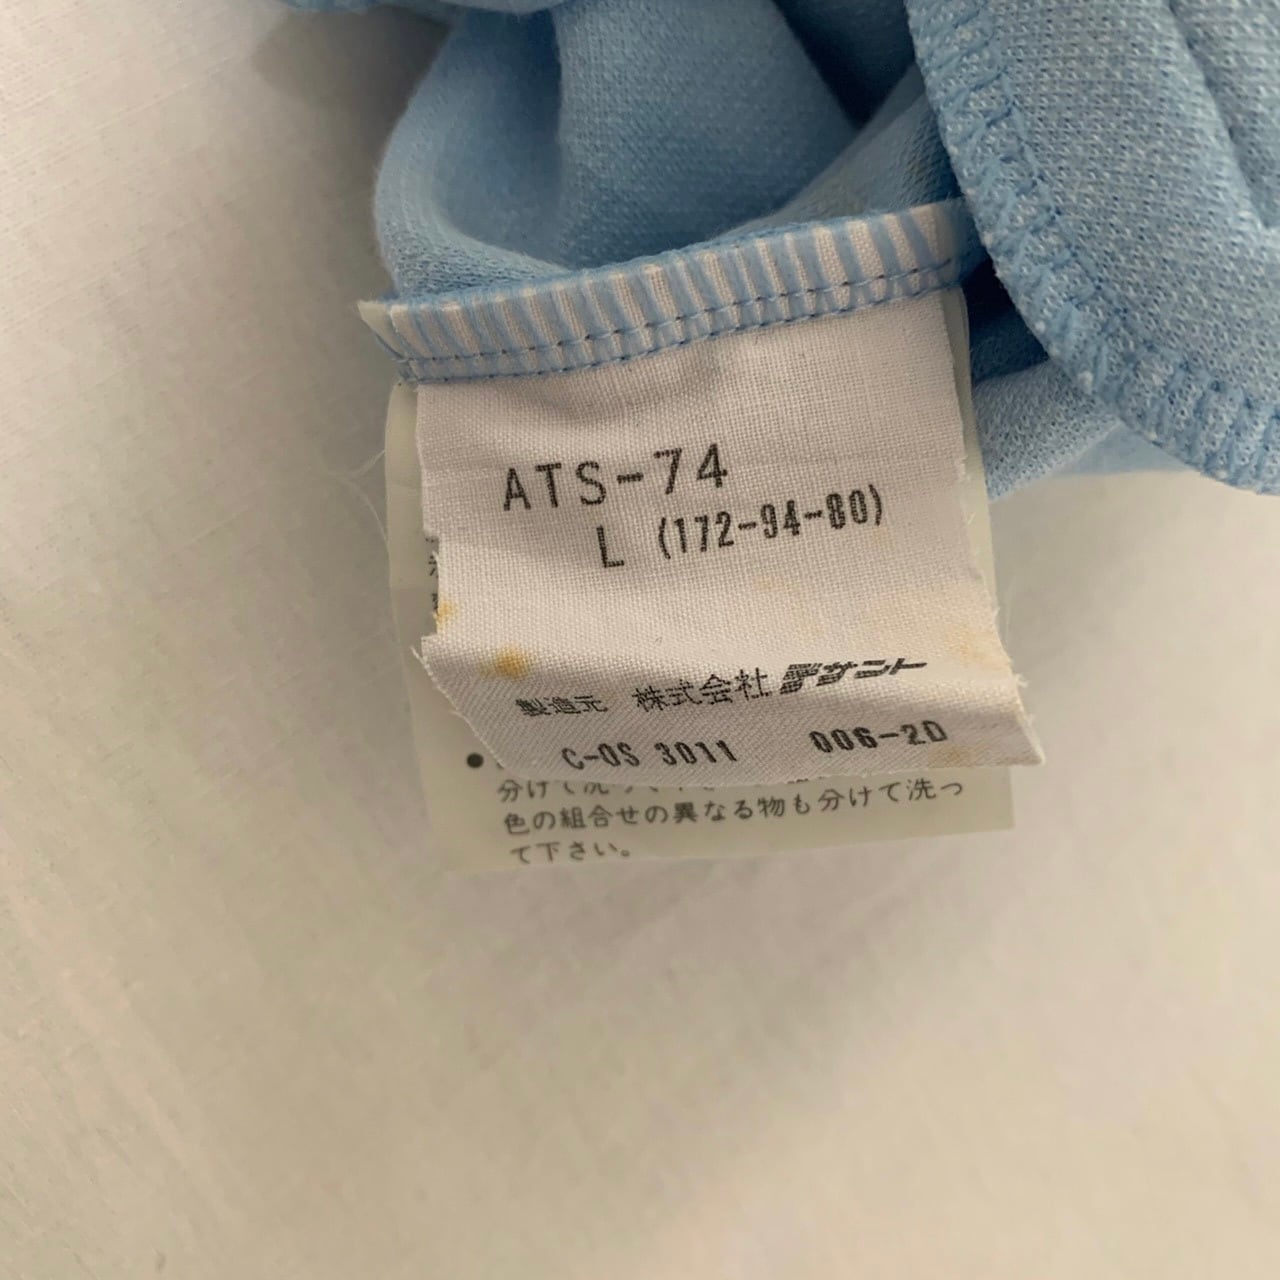 ATS-74
L (172-94-80)
製造元 株式会社デサント
C-OS 3011 006-2D
色の組合せの異なる物も分けて洗っ
て下さい。